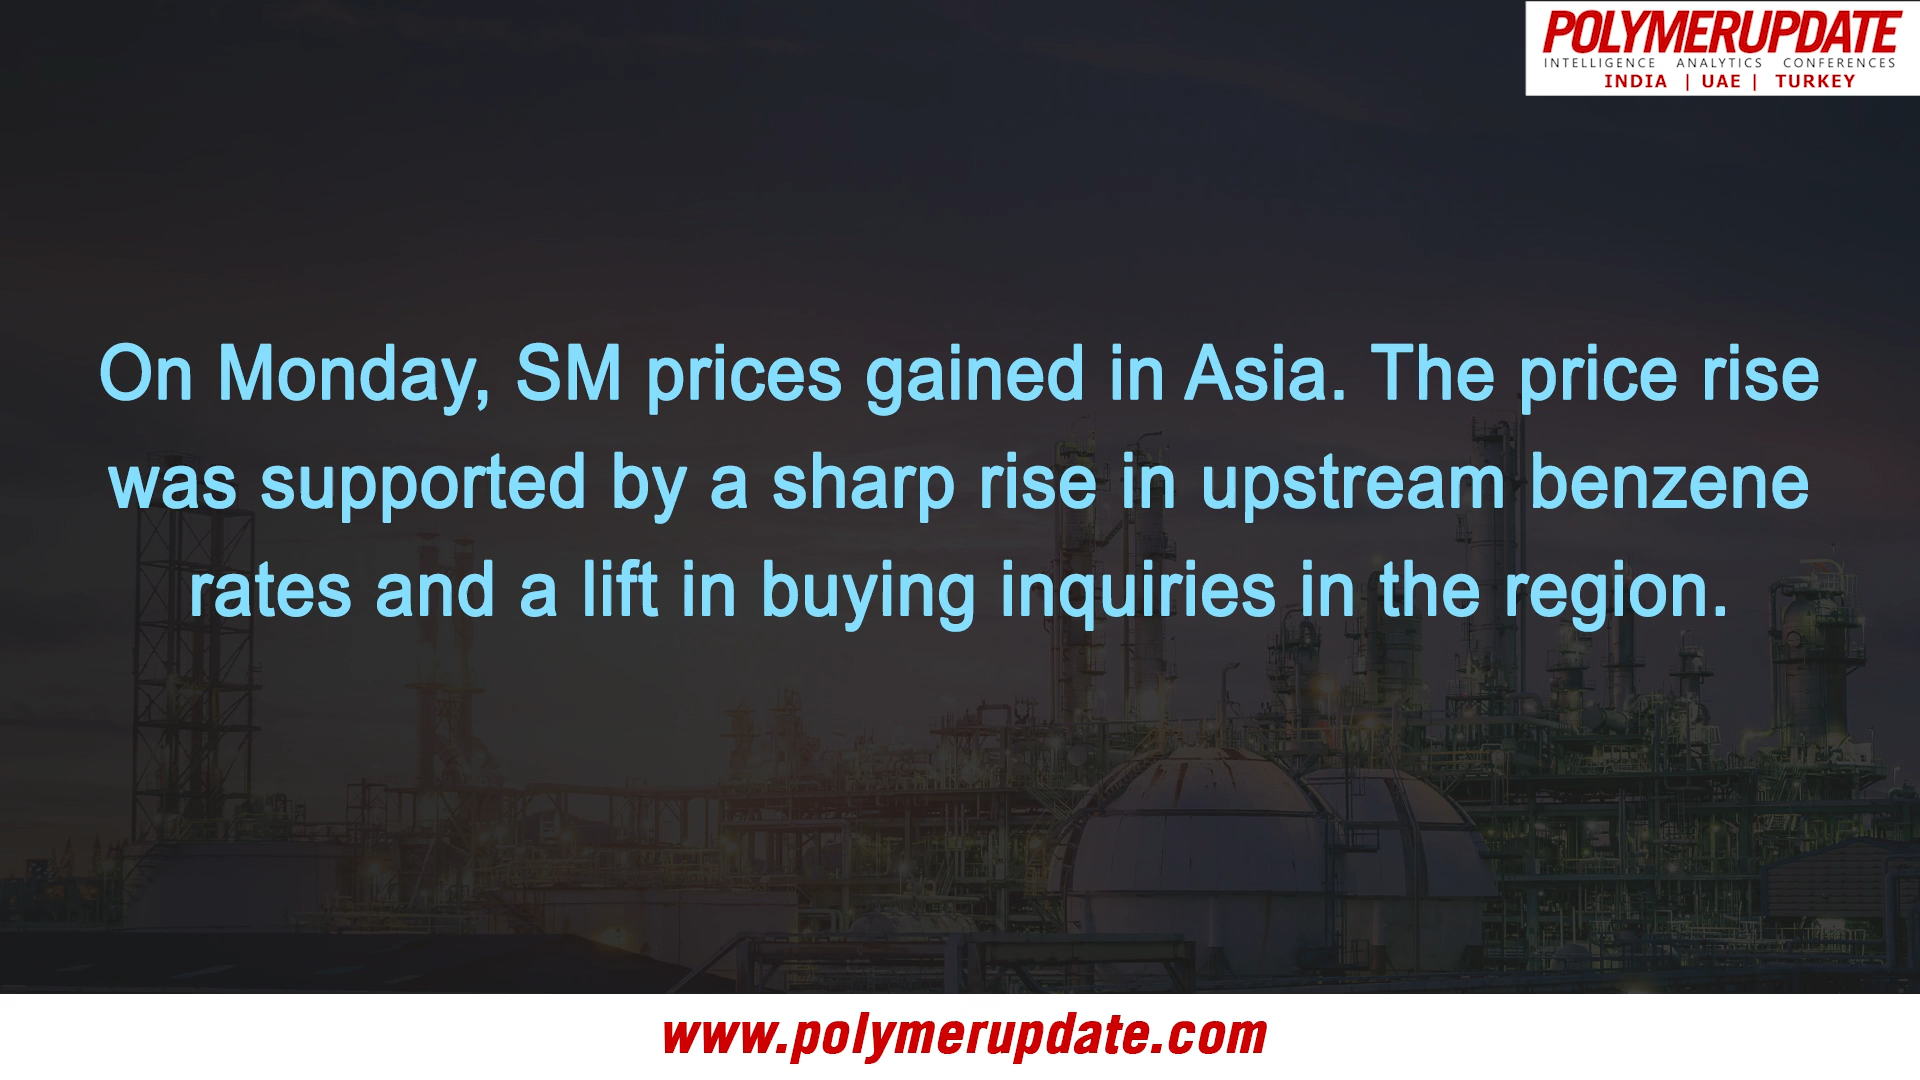 POLYMERUPDATE
INTELLIGENCE ANALYTICS CONFERENCES
INDIA | UAE | TURKEY
On Monday, SM prices gained in Asia. The price rise
was supported by a sharp rise in upstream benzene
rates and a lift in buying inquiries in the region.
www.polymerupdate.com